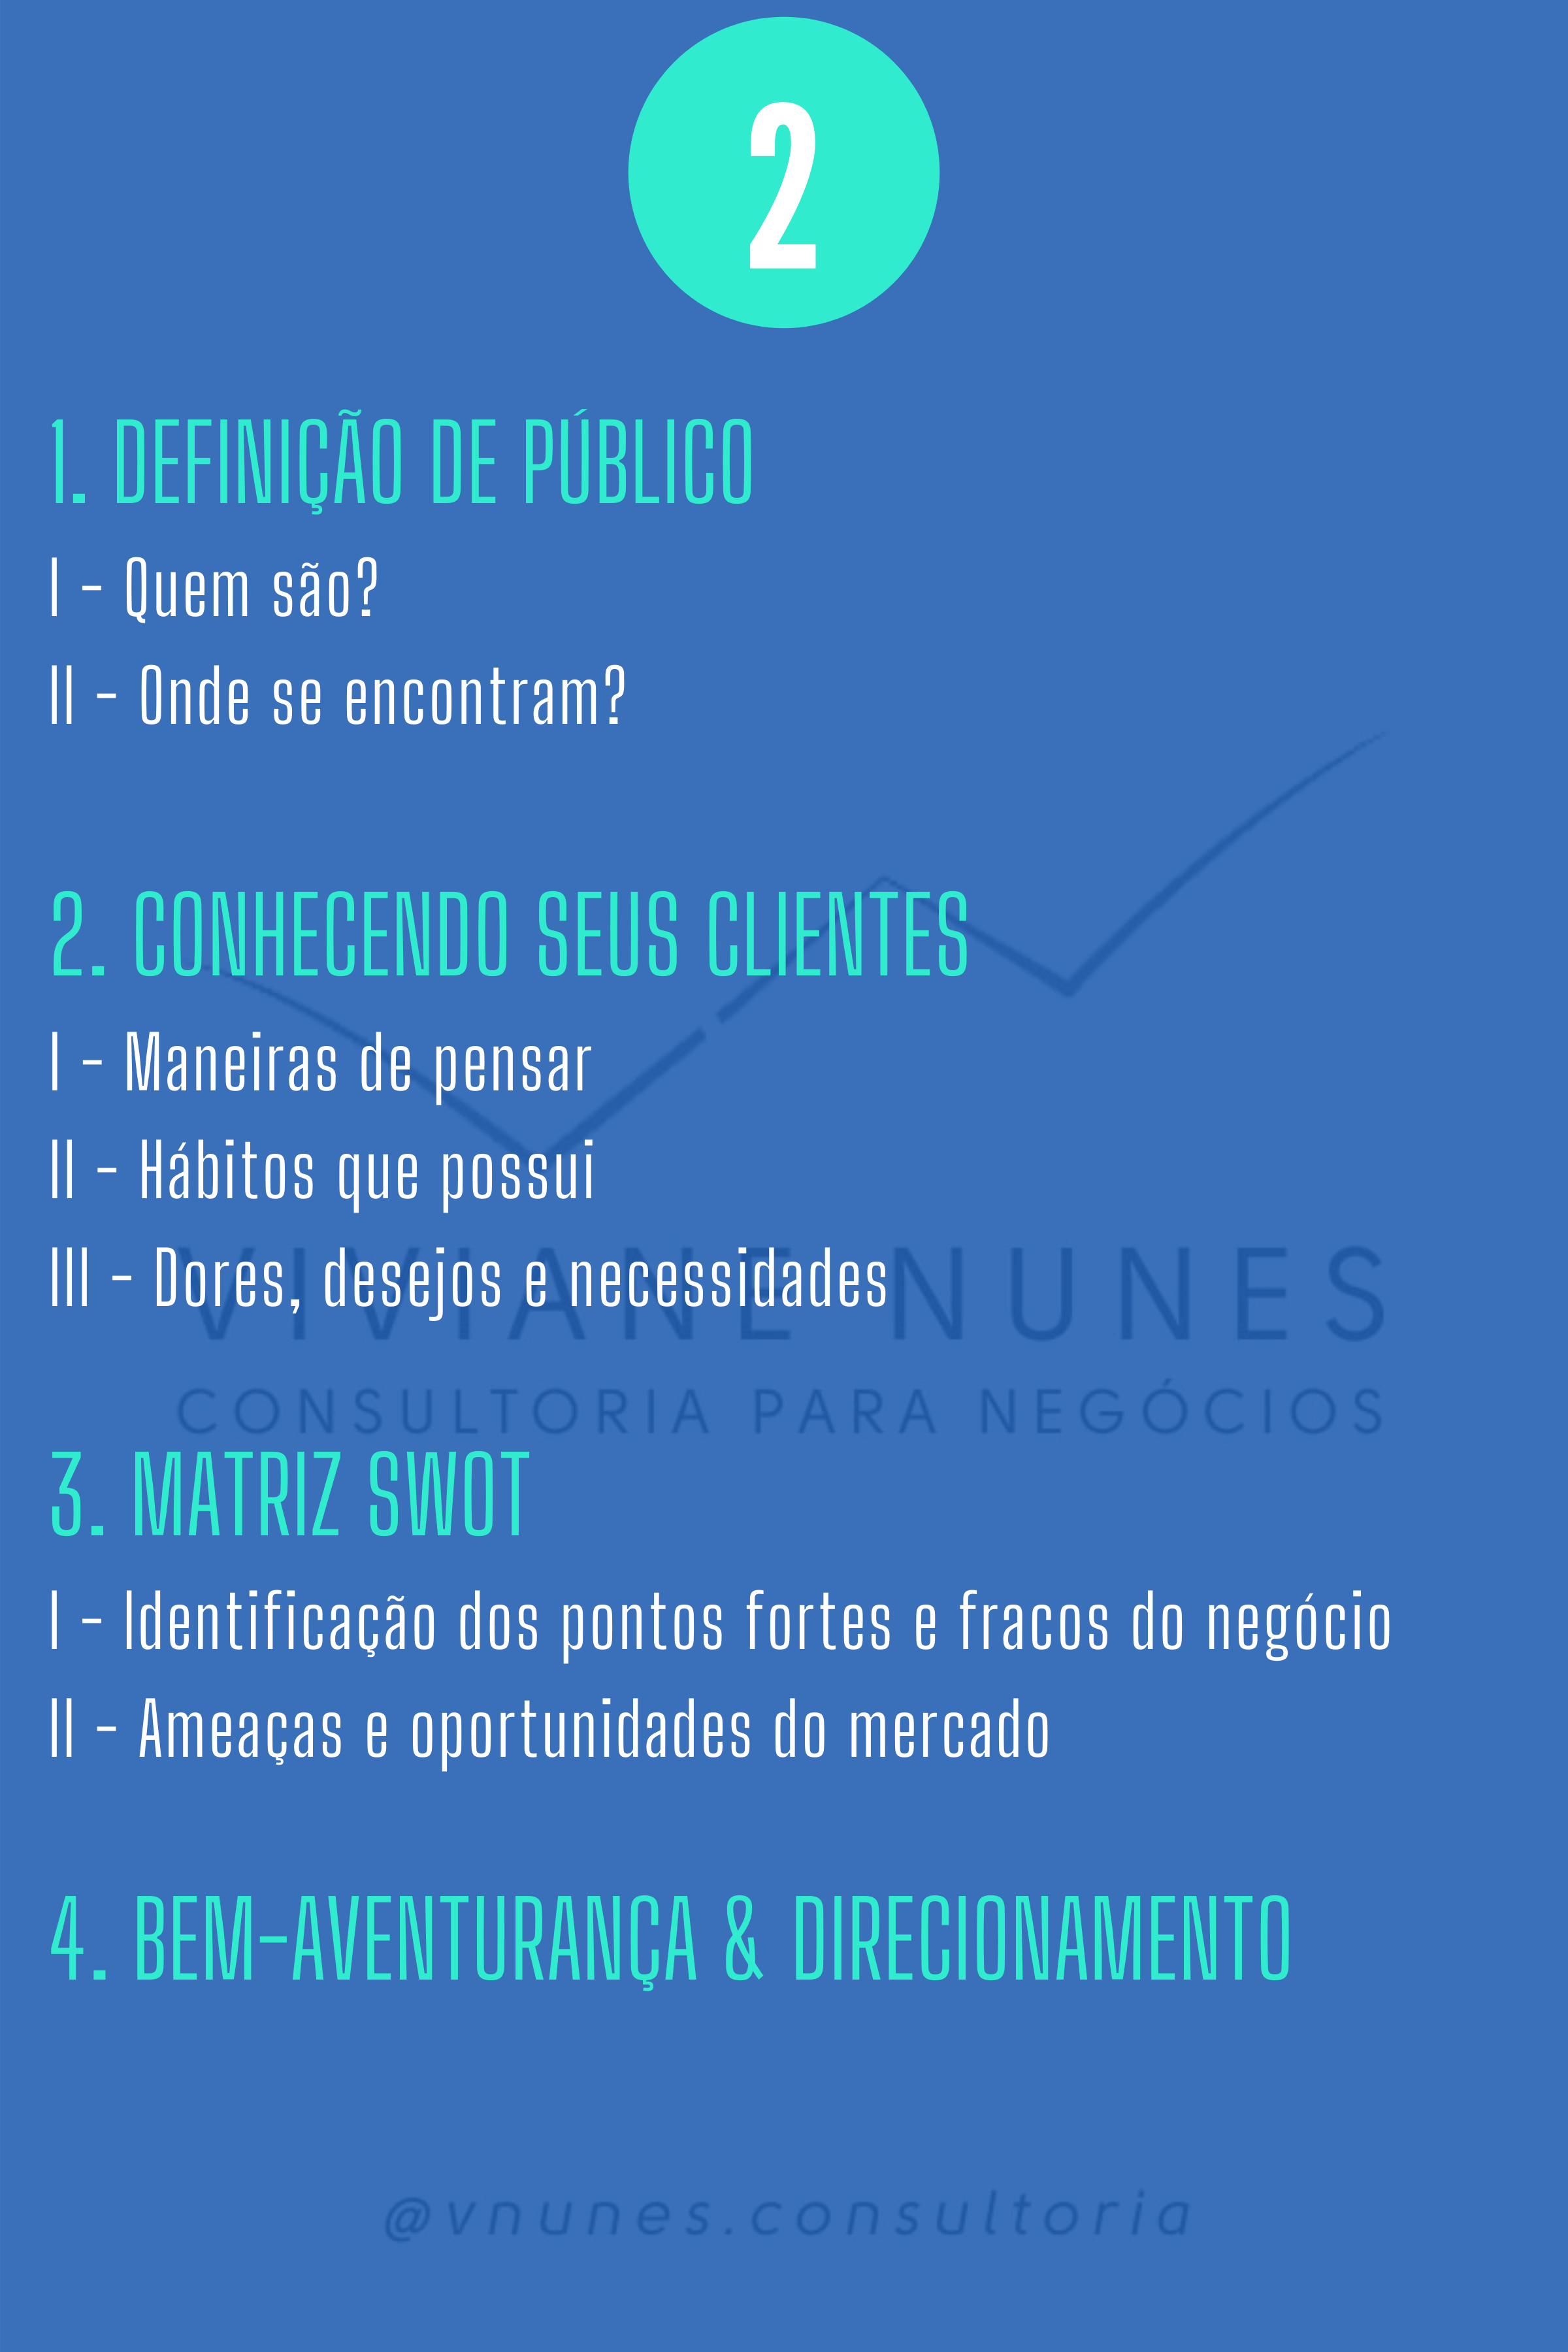 2
1. DEFINIÇÃO DE PÚBLICO
I - Quem são?
II - Onde se encontram?
2. CONHECENDO SEUS CLIENTES
I - Maneiras de pensar
II - Hábitos que possui
III - Dores, desejos e necessidades
VIVIANE NUNES
CONSULTORIA PARA NEGÓCIOS
3. MATRIZ SWOT
I - Identificação dos pontos fortes e fracos do negócio
II - Ameaças e oportunidades do mercado
4. BEM-AVENTURANÇA & DIRECIONAMENTO
@vnunes.consultoria